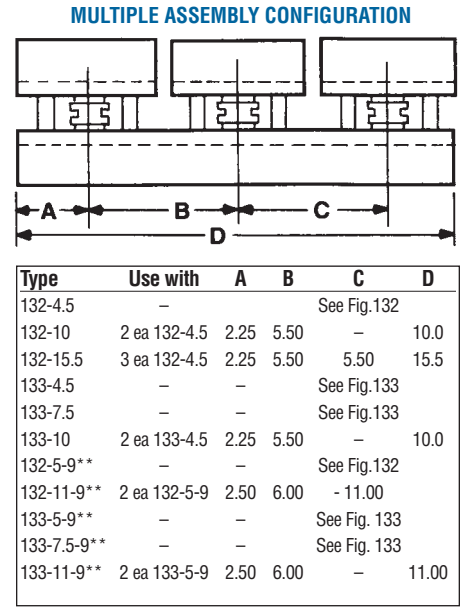 MULTIPLE ASSEMBLY CONFIGURATION
A B C
D
Type Use with A B C D
132-4.5 – See Fig.132
132-10 2 ea 132-4.5 2.25 5.50 – 10.0
132-15.5 3 ea 132-4.5 2.25 5.50 5.50 15.5
133-4.5 – – See Fig.133
133-7.5 – – See Fig.133
133-10 2 ea 133-4.5 2.25 5.50 – 10.0
132-5-9** – – See Fig.132
132-11-9** 2 ea 132-5-9 2.50 6.00 - 11.00
133-5-9** – – See Fig. 133
133-7.5-9** – – See Fig. 133
133-11-9** 2 ea 133-5-9 2.50 6.00 – 11.00